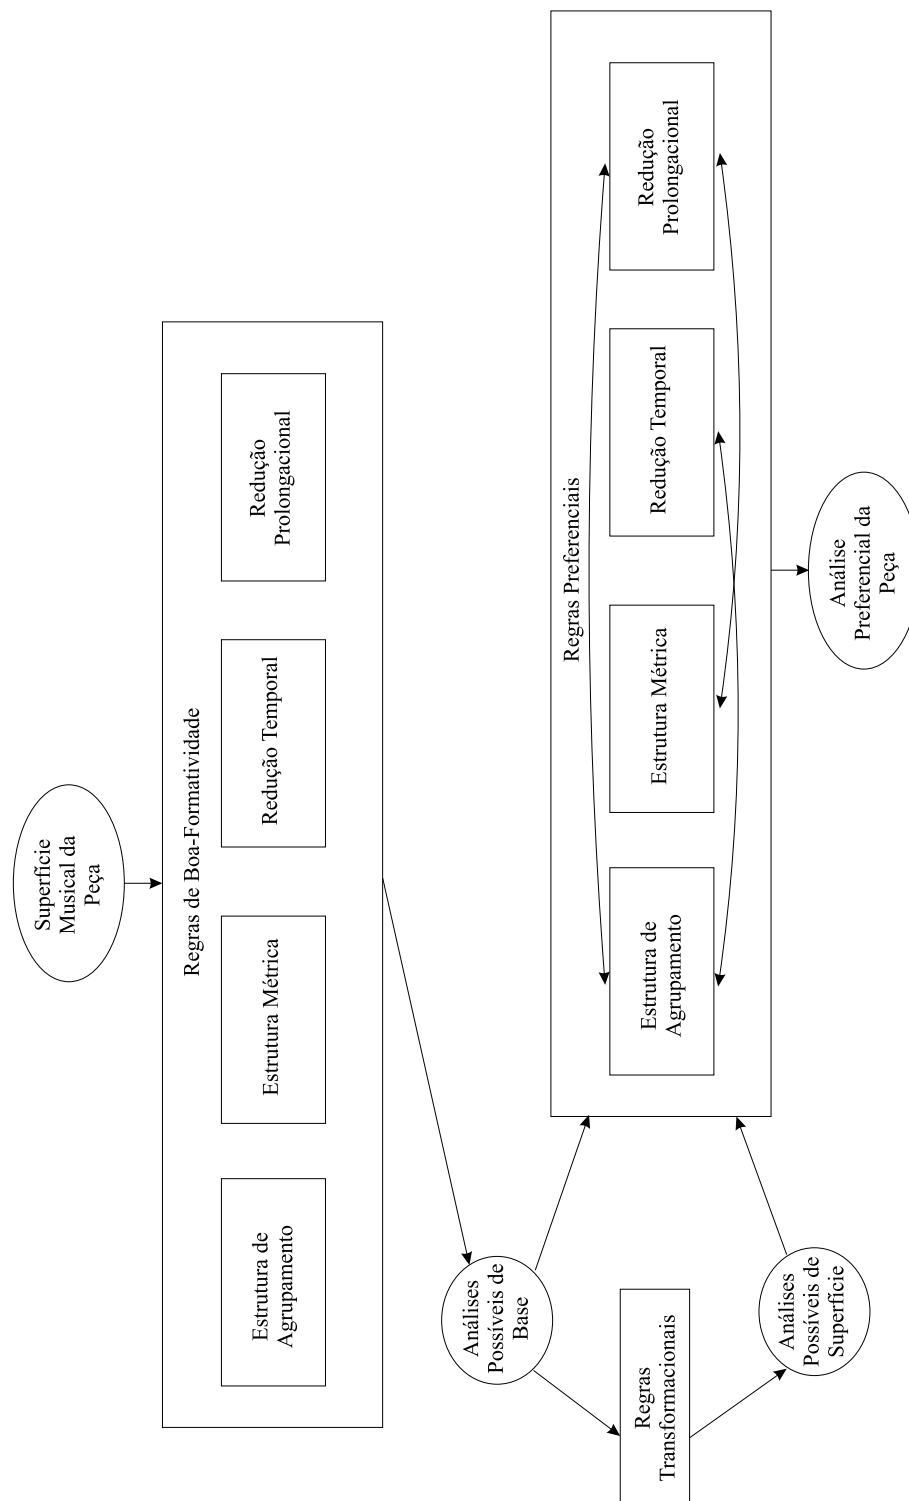 Superfície
Musical da
Peça
Regras de Boa-Formatividade
Estrutura de
Agrupamento
Estrutura Métrica
Redução Temporal
Redução
Prolongacional
Análises
Possíveis de
Base
Regras
Transformacionais
Análises
Possíveis de
Superfície
Regras Preferenciais
Estrutura de
Agrupamento
Estrutura Métrica
Redução Temporal
Redução
Prolongacional
Análise
Preferencial da
Peça